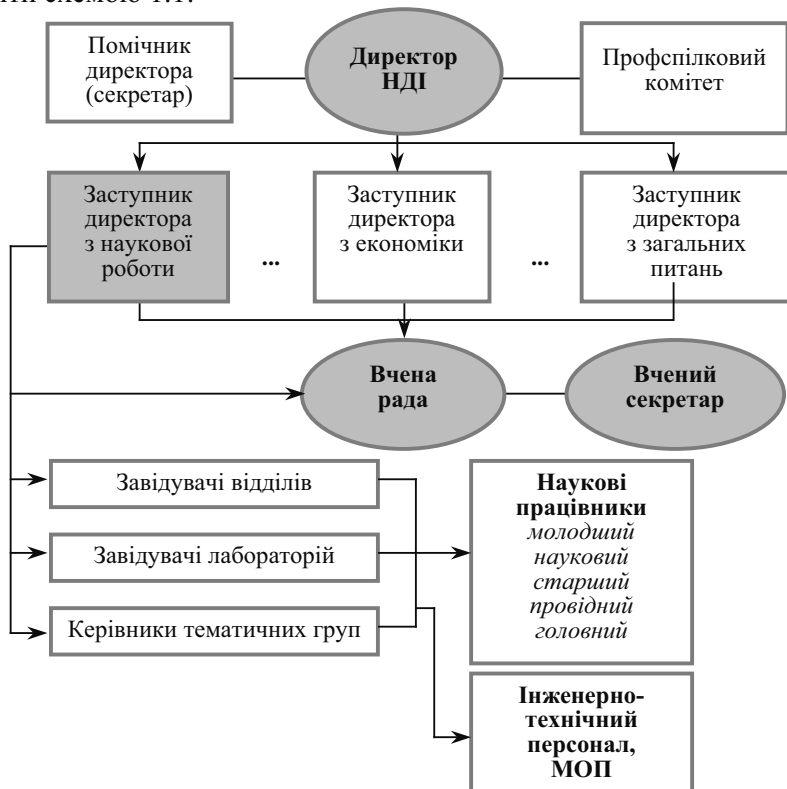 схемою 1.1.
Помічник
директора
(секретар)
Директор
НДІ
Профспілковий
комітет
Заступник
директора
з наукової
роботи
...
Заступник
директора
з економіки
...
Заступник
директора
з загальних
питань
Вчена
рада
Вчений
секретар
Завідувачі відділів
Завідувачі лабораторій
Керівники тематичних груп
Наукові
працівники
молодший
науковий
старший
провідний
головний
Інженерно-
технічний
персонал,
МОП